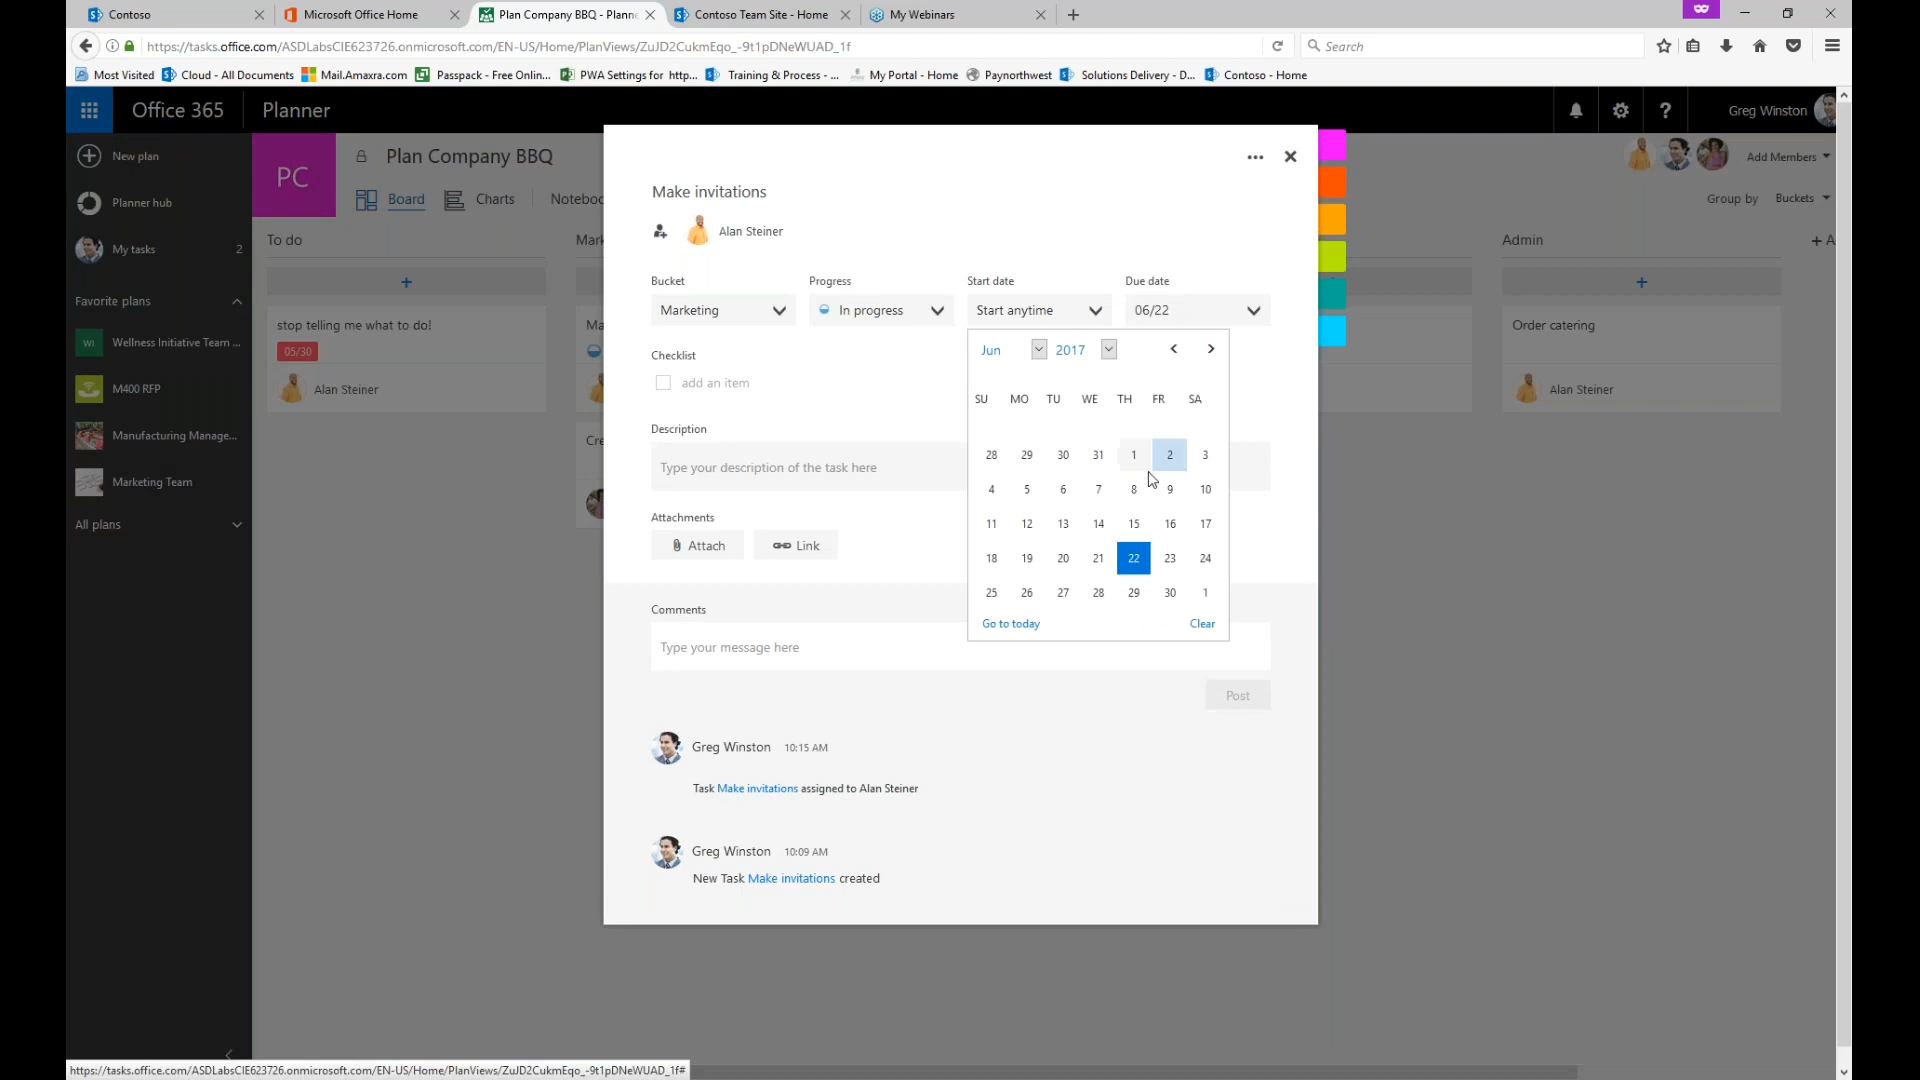 Contoso
Microsoft Office Home
Plan Company BBQ - Planne
Contoso Team Site - Home
My Webinars
https://tasks.office.com/ASDLabsCIE623726.onmicrosoft.com/EN-US/Home/PlanViews/ZuJD2CukmEqo_-9t1pDNeWUAD_1f
Search
Most Visited
Cloud - All Documents
Mail.Amaxra.com
Passpack - Free Onlin...
PWA Settings for http...
Training & Process - ...
My Portal - Home
Paynorthwest
Solutions Delivery - D...
Contoso - Home
Office 365
Planner
?
Greg Winston
New plan
Planner hub
My tasks
2
Favorite plans
WI
Wellness Initiative Team ...
M400 RFP
Manufacturing Manage...
Marketing Team
All plans
PC
Plan Company BBQ
Board
Charts
Noteboo
Add Members
Group by
Buckets
To do
Mark
Admin
+ A
+
+
stop telling me what to do!
05/30
Alan Steiner
Ma
Cre
Order catering
Alan Steiner
Make invitations
Alan Steiner
Bucket
Progress
Start date
Due date
Marketing
In progress
Start anytime
06/22
Checklist
add an item
Description
Type your description of the task here
Attachments
Attach
Link
Jun
2017
SU MO TU WE TH FR SA
28 29 30 31 1 2 3
4 5 6 7 8 9 10
11 12 13 14 15 16 17
18 19 20 21 22 23 24
25 26 27 28 29 30 1
Go to today
Clear
Comments
Type your message here
Post
Greg Winston 10:15 AM
Task Make invitations assigned to Alan Steiner
Greg Winston 10:09 AM
New Task Make invitations created
https://tasks.office.com/ASDLabsCIE623726.onmicrosoft.com/EN-US/Home/PlanViews/ZuJD2CukmEqo_-9t1pDNeWUAD_1f#